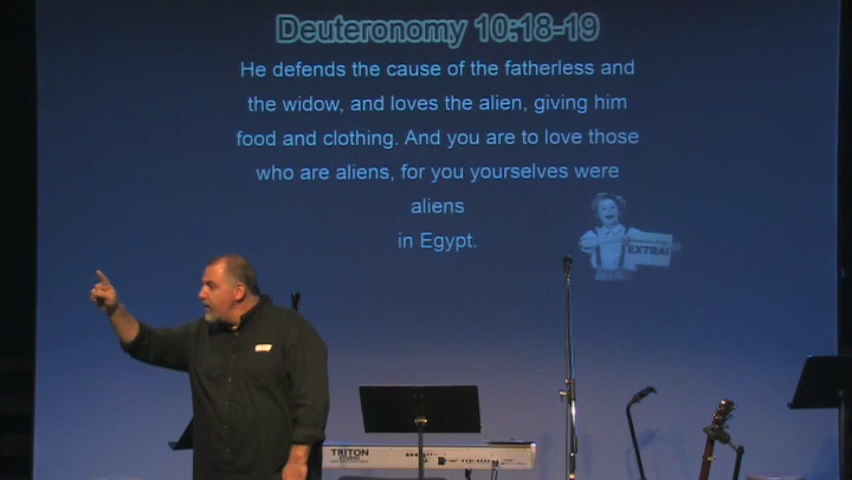 Deuteronomy 10:18-19
He defends the cause of the fatherless and
the widow, and loves the alien, giving him
food and clothing. And you are to love those
who are aliens, for you yourselves were
aliens
in Egypt.
EXTRA!
TRITON